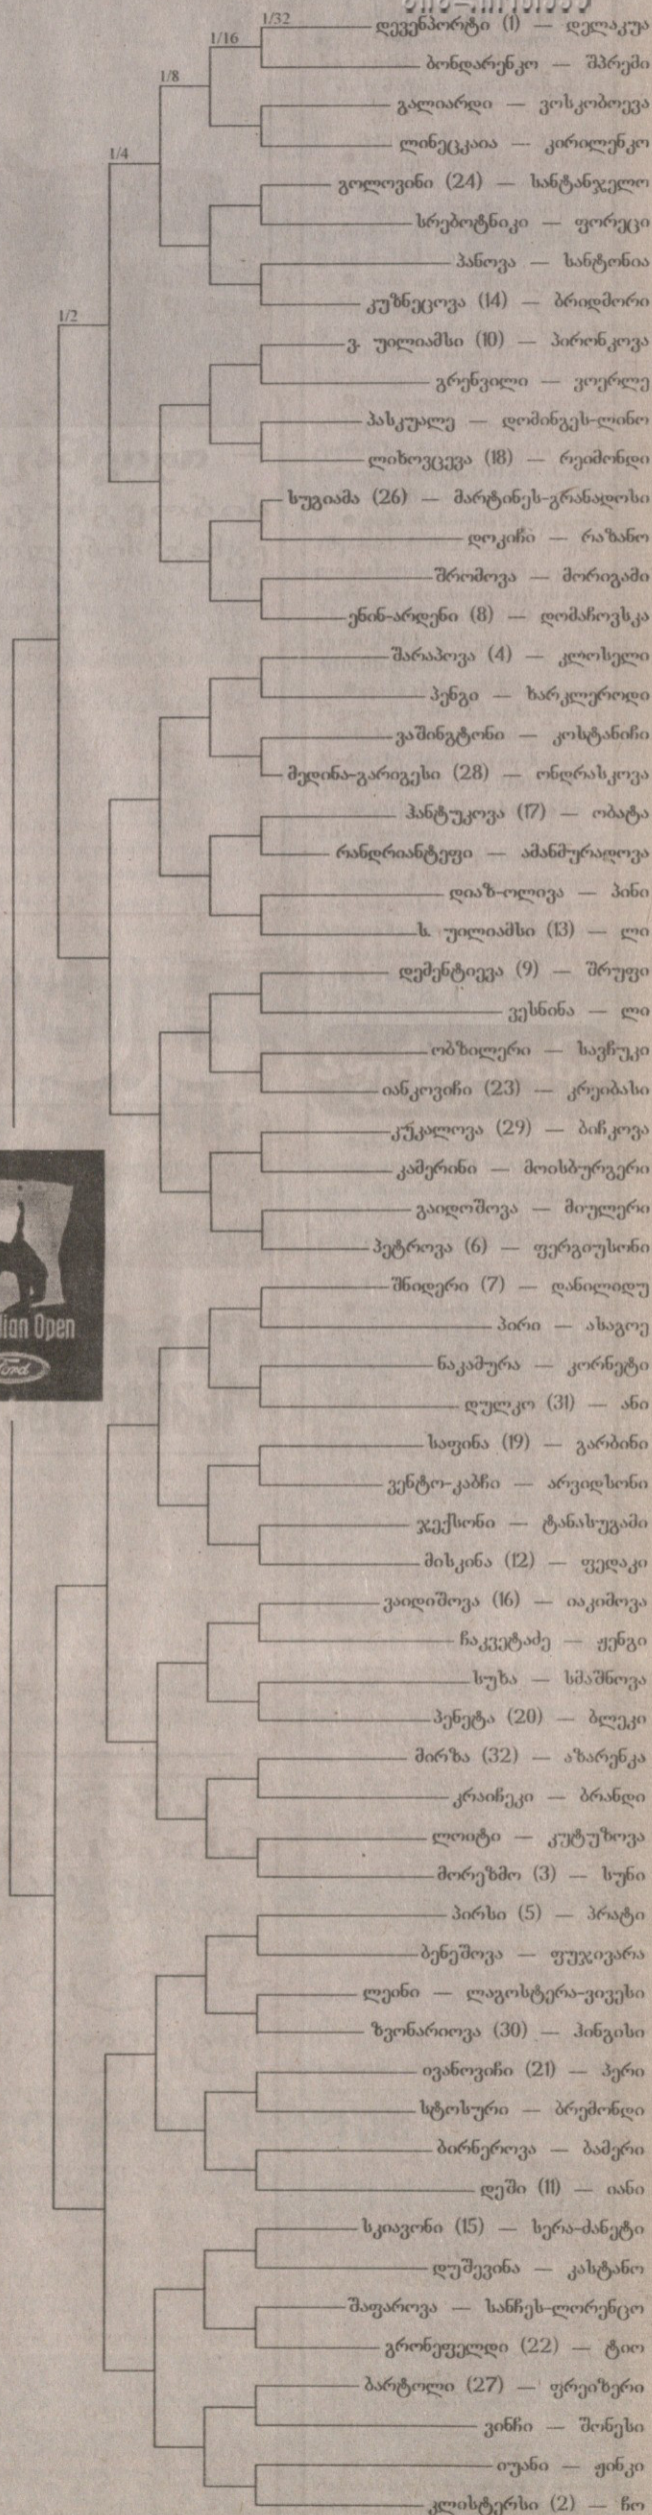 1/32
დევენპორტი (1) — დელაკუა
1/16
ბონდარენკო — შპრემი
1/8
გალიარდი — ვოსკობოევა
ლინეცკაია — კირილენკო
1/4
გოლოვინი (24) — სანტანჯელო
სრებოტნიკი — ფორეცი
პანოვა — სანტონია
კუზნეცოვა (14) — ბრიდმორი
1/2
ვ. უილიამსი (10) — პირონკოვა
გრენვილი — ვოერლე
პასკუალე — დომინგეს-ლინო
ლიხოვცევა (18) — რეიმონდი
სუგიამა (26) — მარტინეს-გრანადოსი
დოკიჩი — რაზანო
შრომოვა — მორიგამი
ენინ-არდენი (8) — დომაჩოვსკა
შარაპოვა (4) — კლოსელი
პენგი — ხარკლეროდი
ვაშინგტონი — კოსტანიჩი
მედინა-გარიგესი (28) — ონდრასკოვა
ჰანტუკოვა (17) — ობატა
რანდრიანტეფი — ამანმურადოვა
დიაზ-ოლივა — პინი
ს. უილიამსი (13) — ლი
დემენტიევა (9) — შრუფი
ვესნინა — ლი
ობზილერი — სავჩუკი
იანკოვიჩი (23) — კრეიბასი
კუკალოვა (29) — ბიჩკოვა
კამერინი — მოისბურგერი
გაიდოშოვა — მიულერი
პეტროვა (6) — ფერგიუსონი
შნიდერი (7) — დანილიდუ
lian Open
პირი — ასაგოე
Ford
ნაკამურა — კორნეტი
დულკო (31) — ანი
საფინა (19) — გარბინი
ვენტო-კაბჩი — არვიდსონი
ჯექსონი — ტანასუგამი
მისკინა (12) — ფედაკი
ვაიდიშოვა (16) — იაკიმოვა
ჩაკვეტაძე — ჟენგი
სუხა — სმაშნოვა
პენეტა (20) — ბლეკი
მირზა (32) — აზარენკა
კრაიჩეკი — ბრანდი
ლოიტი — კუტუზოვა
მორეზმო (3) — სუნი
პირსი (5) — პრატი
ბენეშოვა — ფუჯივარა
ლეინი — ლაგოსტერა-ვივესი
ზვონარიოვა (30) — ჰინგისი
ივანოვიჩი (21) — პერი
სტოსური — ბრემონდი
ბირნეროვა — ბამერი
დეში (11) — იანი
სკიავონი (15) — სერა-ძანეტი
დუშევინა — კასტანო
შაფაროვა — სანჩეს-ლორენცო
გრონეფელდი (22) — ტიო
ბარტოლი (27) — ფრეიზერი
ვინჩი — შონესი
იუანი — ჟინკი
კლისტერსი (2) — ჩო